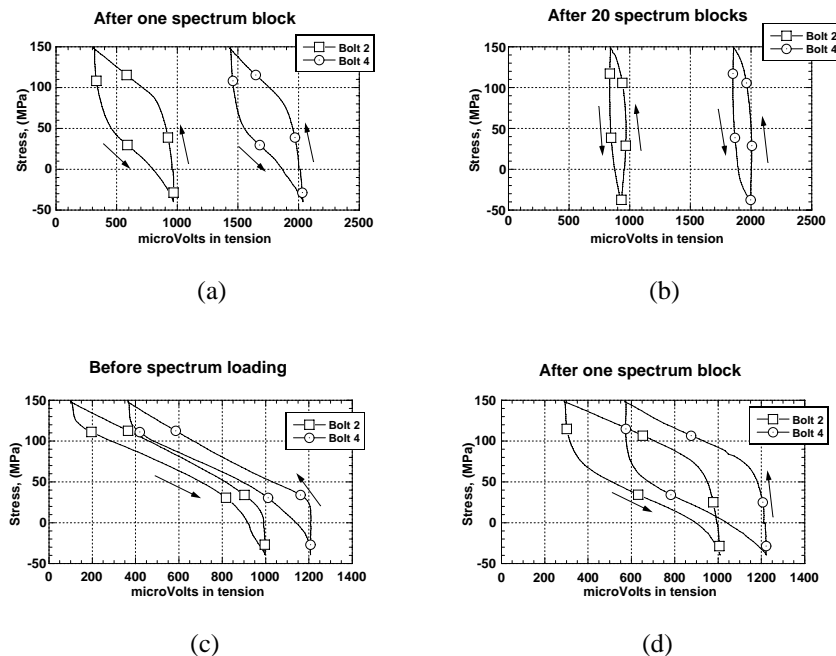 After one spectrum block
Bolt 2
Bolt 4
Stress, (MPa)
150
100
50
0
-50
0 500 1000 1500 2000 2500
microVolts in tension
(a)
After 20 spectrum blocks
Bolt 2
Bolt 4
Stress, (MPa)
150
100
50
0
-50
0 500 1000 1500 2000 2500
microVolts in tension
(b)
Before spectrum loading
Bolt 2
Bolt 4
Stress, (MPa)
150
100
50
0
-50
0 200 400 600 800 1000 1200 1400
microVolts in tension
(c)
After one spectrum block
Bolt 2
Bolt 4
Stress, (MPa)
150
100
50
0
-50
0 200 400 600 800 1000 1200 1400
microVolts in tension
(d)